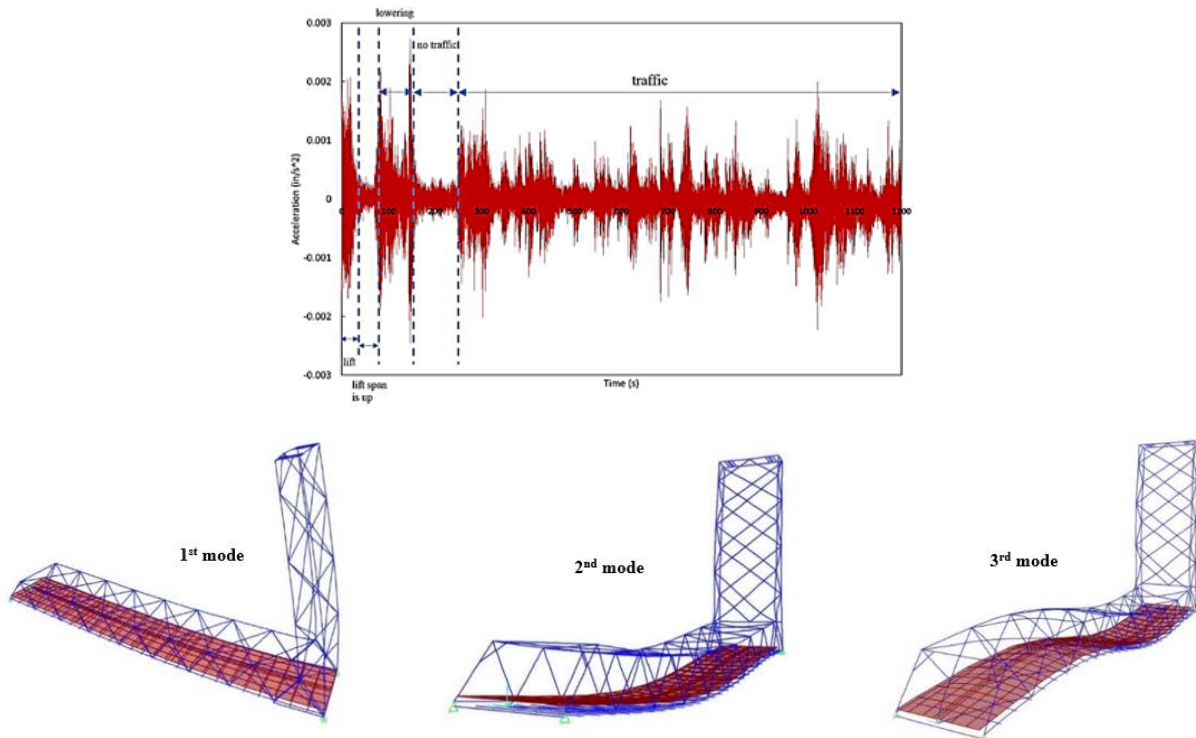 lowering
0.003
no traffic
traffic
0.002
0.001
Acceleration (in/s^2)
0
0 100 200 300 400 500 600 700 800 900 1000 1100 1200
-0.001
-0.002
lift
-0.003
Time (s)
lift span
is up
1st mode
2nd mode
3rd mode